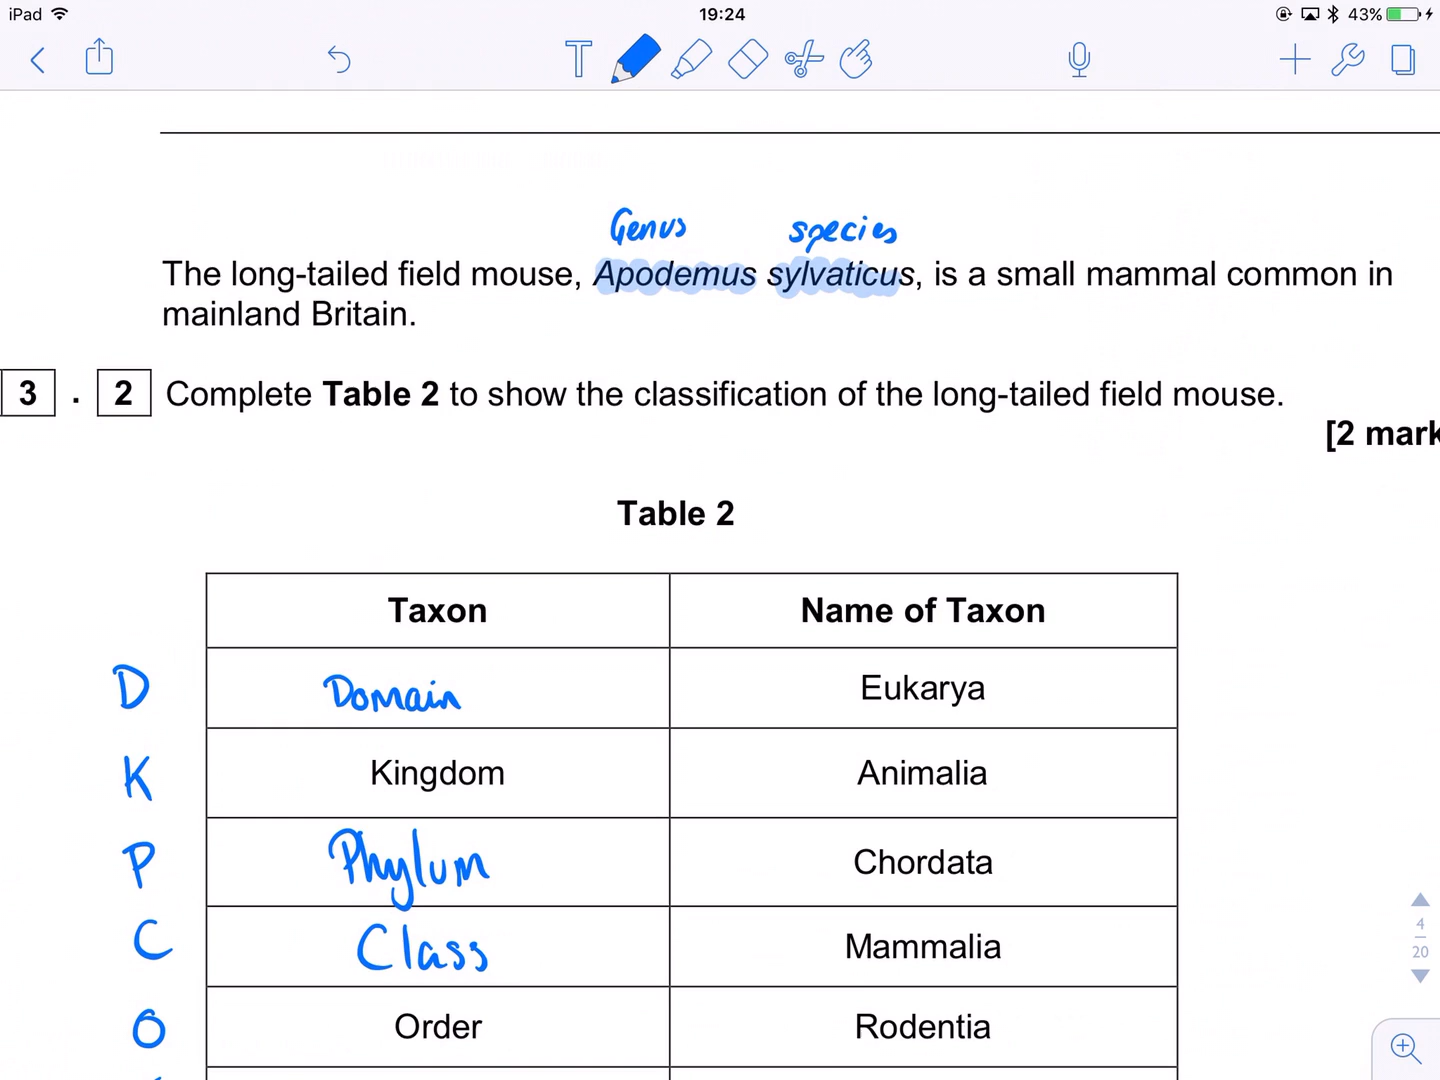 iPad 19:24 43%
T
Genus species
The long-tailed field mouse, Apodemus sylvaticus, is a small mammal common in
mainland Britain.
3 . 2 Complete Table 2 to show the classification of the long-tailed field mouse.
[2 mark
Table 2
Taxon Name of Taxon
D Domain Eukarya
K Kingdom Animalia
P Phylum Chordata
C Class Mammalia
O Order Rodentia
4
20